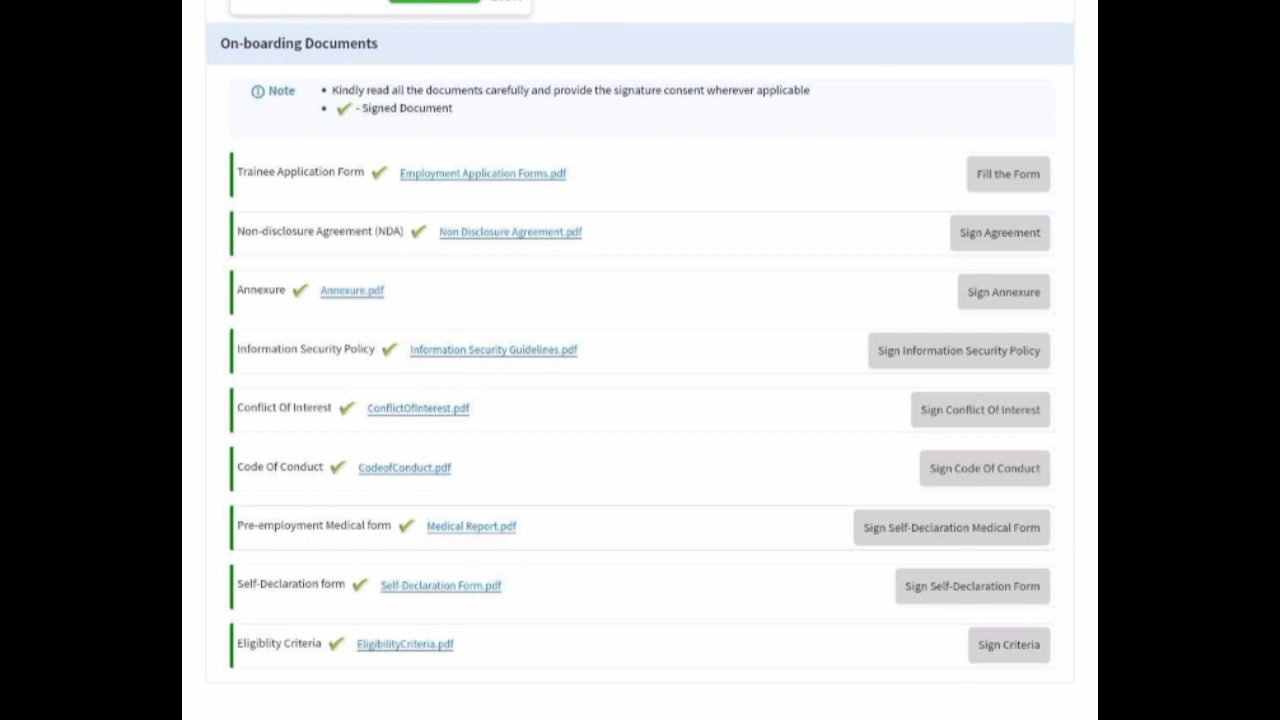 On-boarding Documents
Note
• Kindly read all the documents carefully and provide the signature consent wherever applicable
• ✔ - Signed Document
Trainee Application Form ✔ Employment Application Forms.pdf Fill the Form
Non-disclosure Agreement (NDA) ✔ Non Disclosure Agreement.pdf Sign Agreement
Annexure ✔ Annexure.pdf Sign Annexure
Information Security Policy ✔ Information Security Guidelines.pdf Sign Information Security Policy
Conflict Of Interest ✔ ConflictOfInterest.pdf Sign Conflict Of Interest
Code Of Conduct ✔ CodeofConduct.pdf Sign Code Of Conduct
Pre-employment Medical form ✔ Medical Report.pdf Sign Self-Declaration Medical Form
Self-Declaration form ✔ Self-Declaration Form.pdf Sign Self-Declaration Form
Eligiblity Criteria ✔ EligibilityCriteria.pdf Sign Criteria